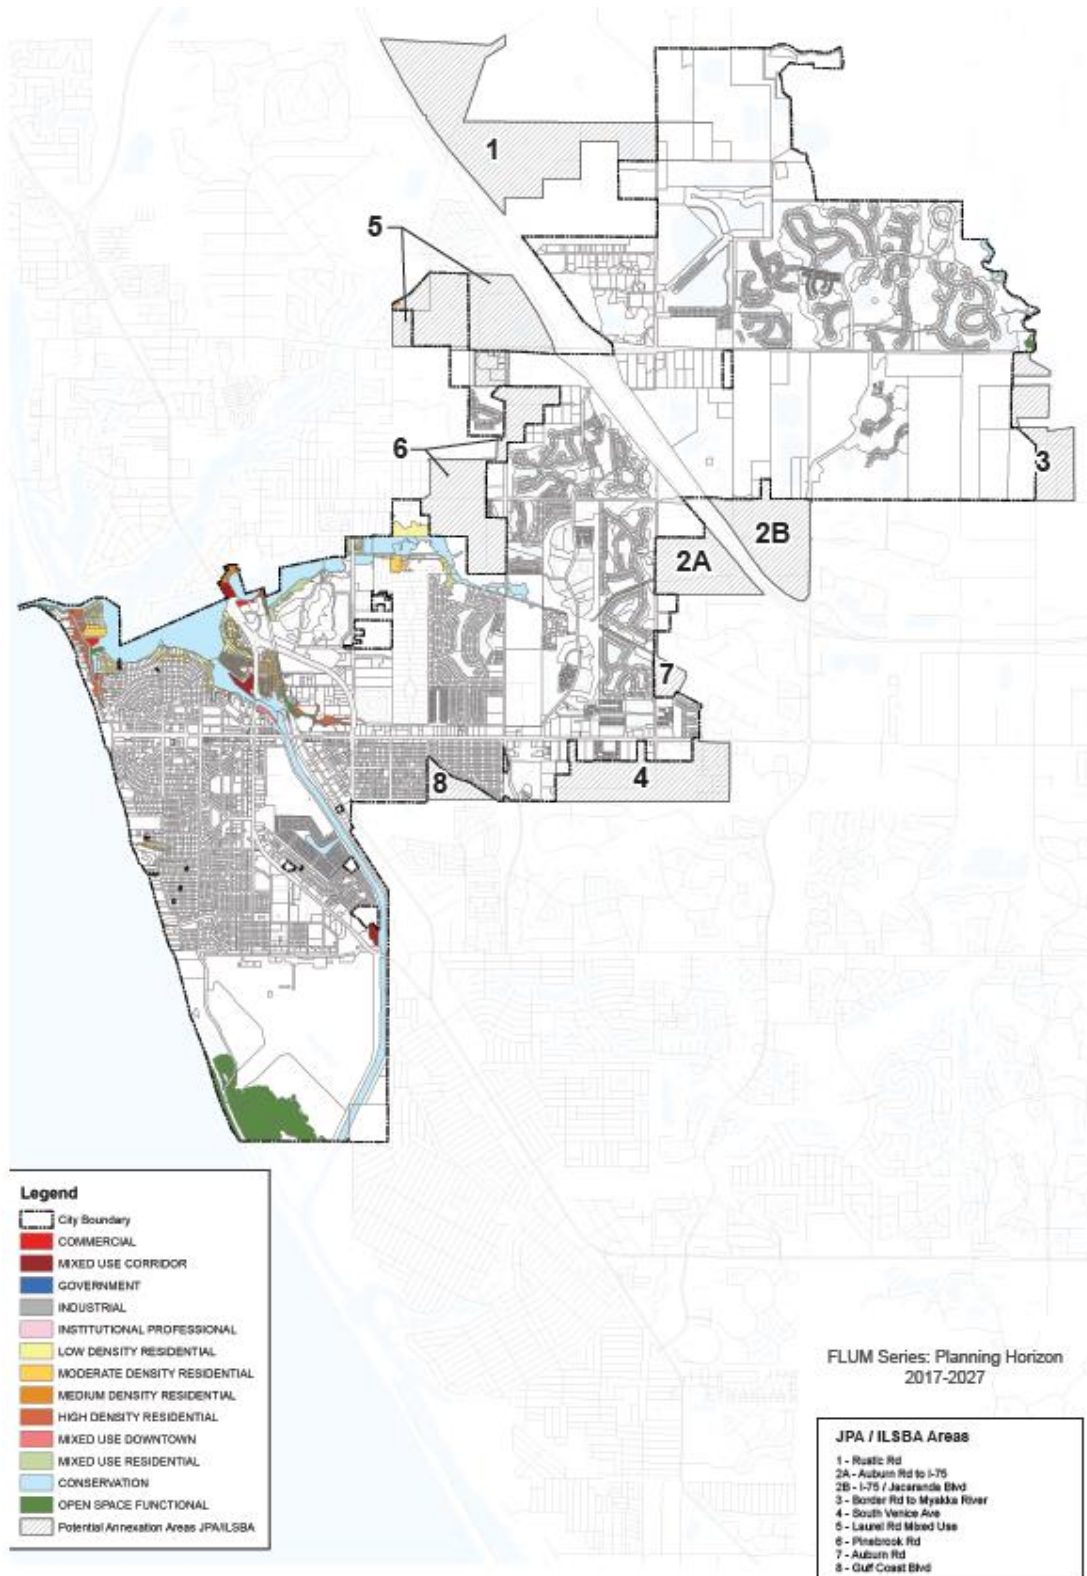 1
5
6
3
2B
2A
7
4
8
Legend
City Boundary
COMMERCIAL
MIXED USE CORRIDOR
GOVERNMENT
INDUSTRIAL
INSTITUTIONAL PROFESSIONAL
LOW DENSITY RESIDENTIAL
MODERATE DENSITY RESIDENTIAL
MEDIUM DENSITY RESIDENTIAL
HIGH DENSITY RESIDENTIAL
MIXED USE DOWNTOWN
MIXED USE RESIDENTIAL
CONSERVATION
OPEN SPACE FUNCTIONAL
Potential Annexation Areas JPA/ILSBA
FLUM Series: Planning Horizon
2017-2027
JPA / ILSBA Areas
1 - Rustic Rd
2A - Auburn Rd to I-75
2B - I-75 / Jacaranda Blvd
3 - Border Rd to Myakka River
4 - South Venice Ave
5 - Laurel Rd Mixed Use
6 - Pinebrook Rd
7 - Auburn Rd
8 - Gulf Coast Blvd